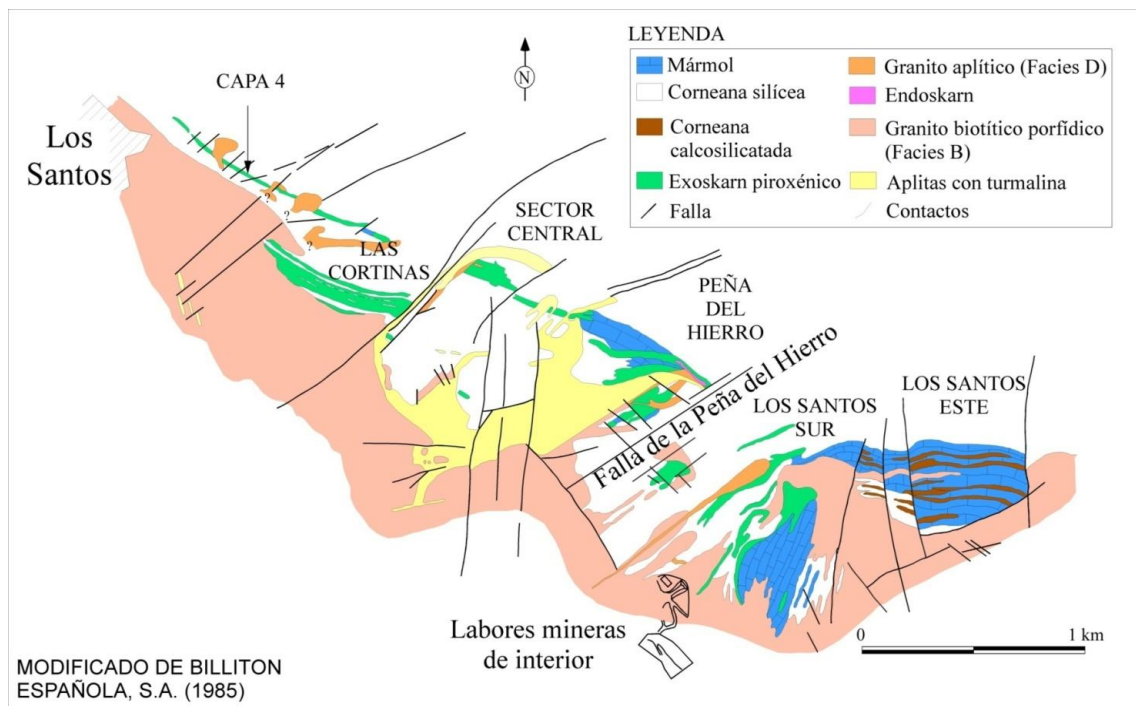 LEYENDA
Mármol
Corneana silícea
Corneana
calcosilicatada
Exoskarn piroxénico
Falla
Granito aplítico (Facies D)
Endoskarn
Granito biotítico porfídico
(Facies B)
Aplitas con turmalina
Contactos
N
CAPA 4
Los
Santos
?
?
?
LAS
CORTINAS
SECTOR
CENTRAL
PEÑA
DEL
HIERRO
Falla de la Peña del Hierro
LOS SANTOS
SUR
LOS SANTOS
ESTE
Labores mineras
de interior
0 1 km
MODIFICADO DE BILLITON
ESPAÑOLA, S.A. (1985)